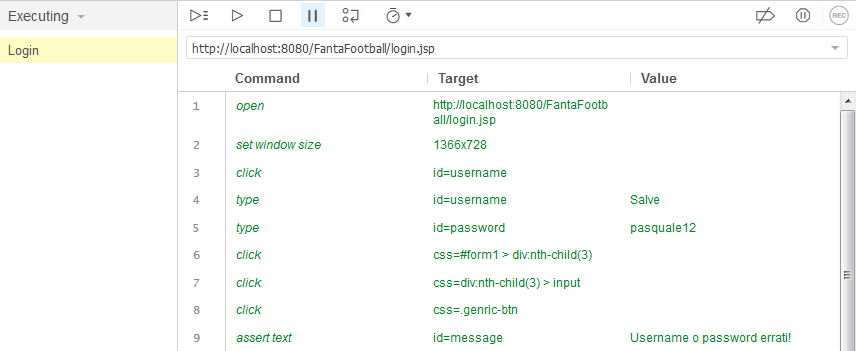 Executing
REC
Login
http://localhost:8080/FantaFootball/login.jsp
Command Target Value
1 open http://localhost:8080/FantaFootb
all/login.jsp
2 set window size 1366x728
3 click id=username
4 type id=username Salve
5 type id=password pasquale12
6 click css=#form1 > div:nth-child(3)
7 click css=div:nth-child(3) > input
8 click css=.genric-btn
9 assert text id=message Username o password errati!